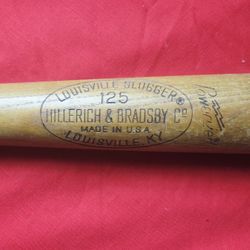 LOUISVILLE SLUGGER®
125
HILLERICH & BRADSBY Cº
MADE IN U.S.A.
LOUISVILLE, KY